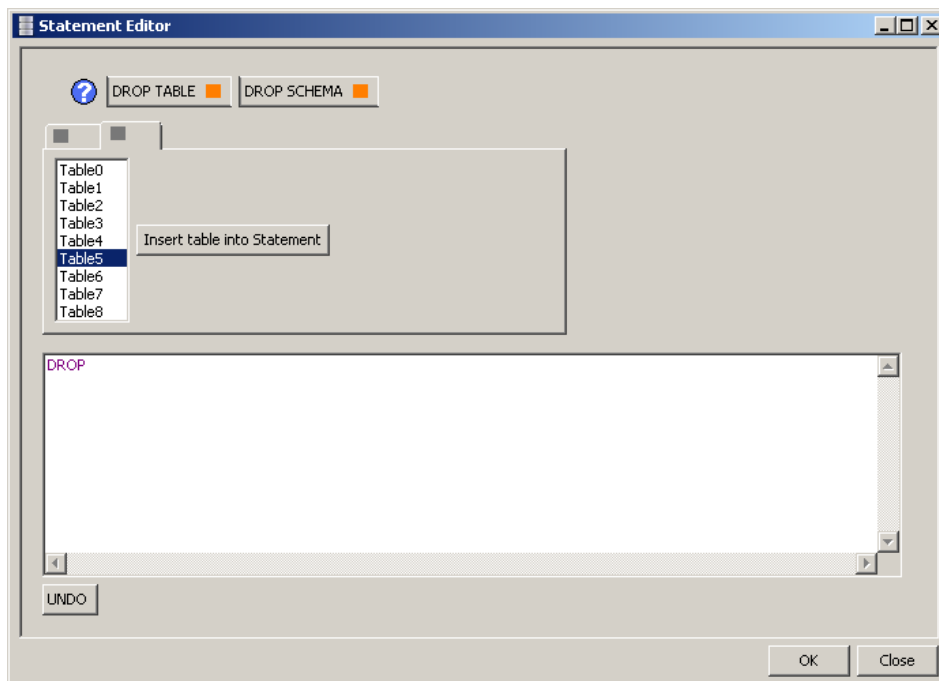 Statement Editor
DROP TABLE
DROP SCHEMA
Table0
Table1
Table2
Table3
Table4
Table5
Table6
Table7
Table8
Insert table into Statement
DROP
UNDO
OK
Close